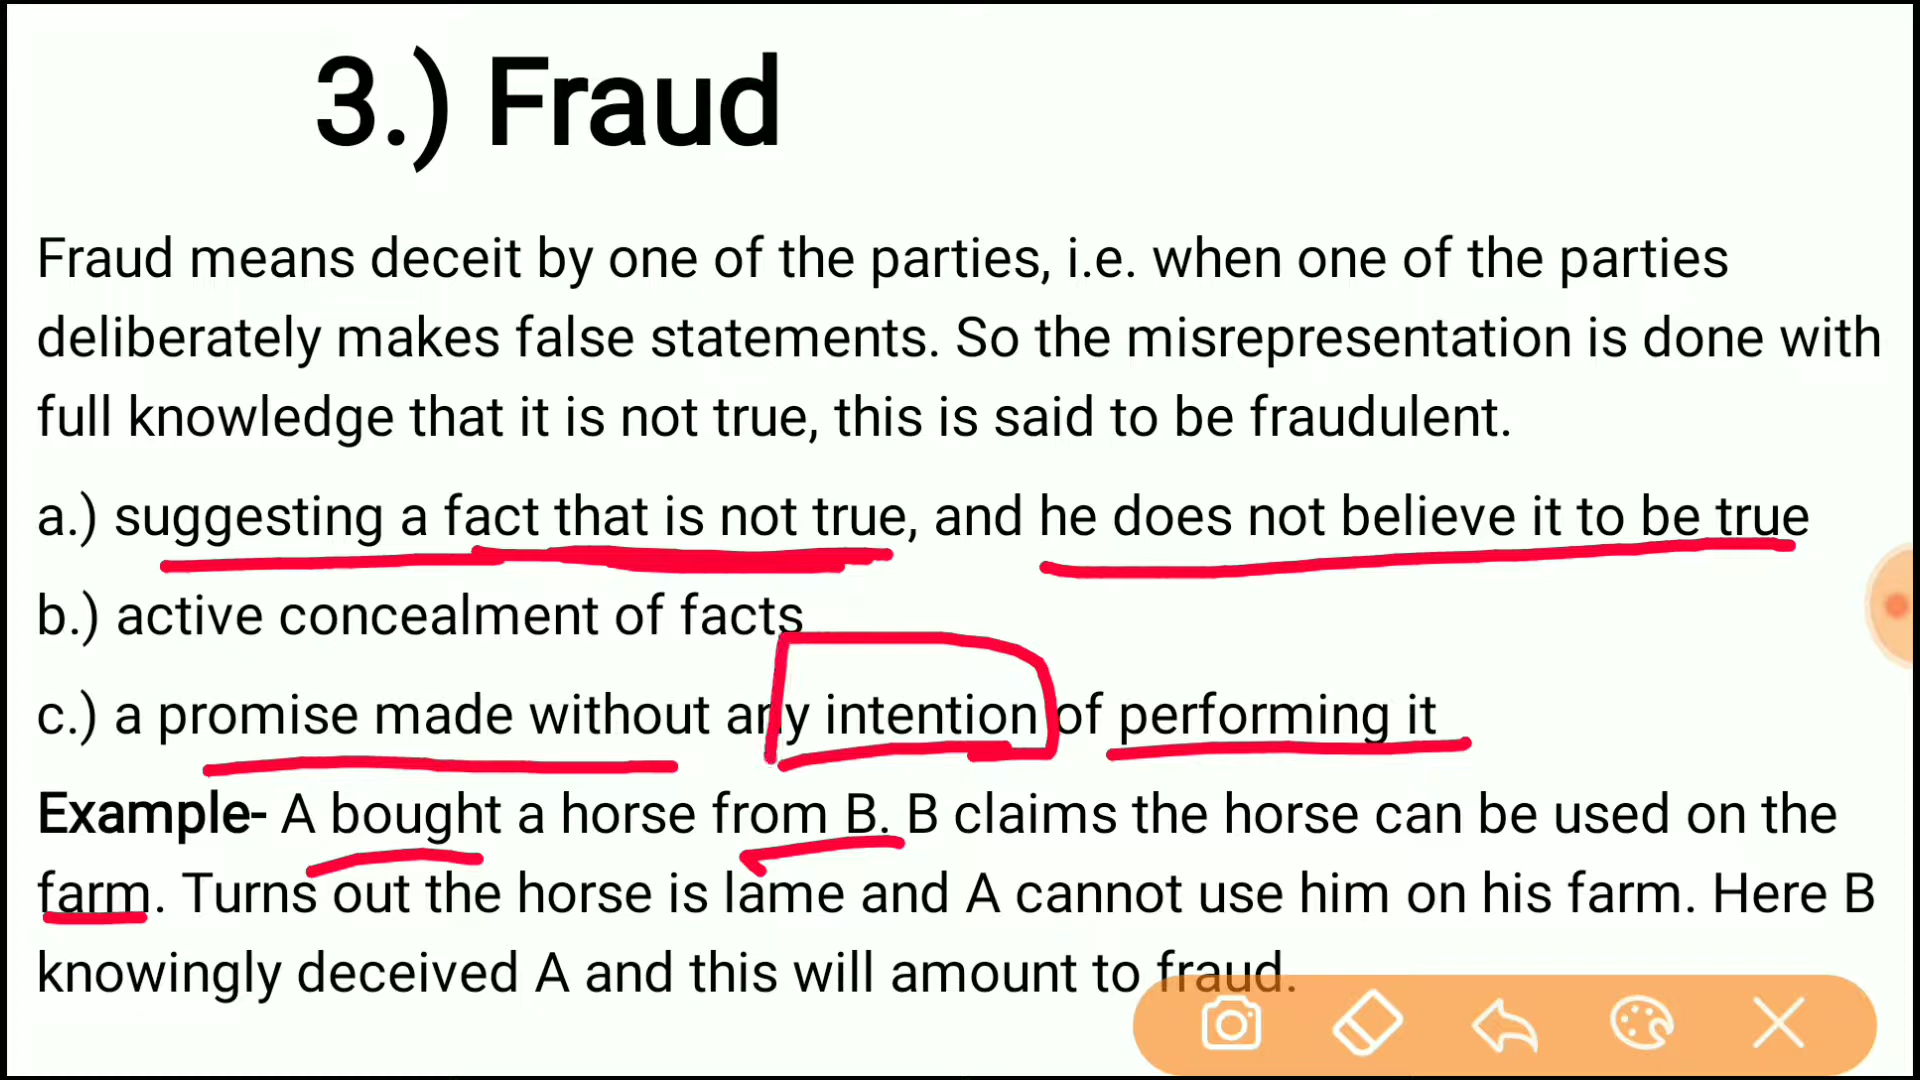 3.) Fraud
Fraud means deceit by one of the parties, i.e. when one of the parties
deliberately makes false statements. So the misrepresentation is done with
full knowledge that it is not true, this is said to be fraudulent.
a.) suggesting a fact that is not true, and he does not believe it to be true
b.) active concealment of facts
c.) a promise made without any intention of performing it
Example- A bought a horse from B. B claims the horse can be used on the
farm. Turns out the horse is lame and A cannot use him on his farm. Here B
knowingly deceived A and this will amount to fraud.